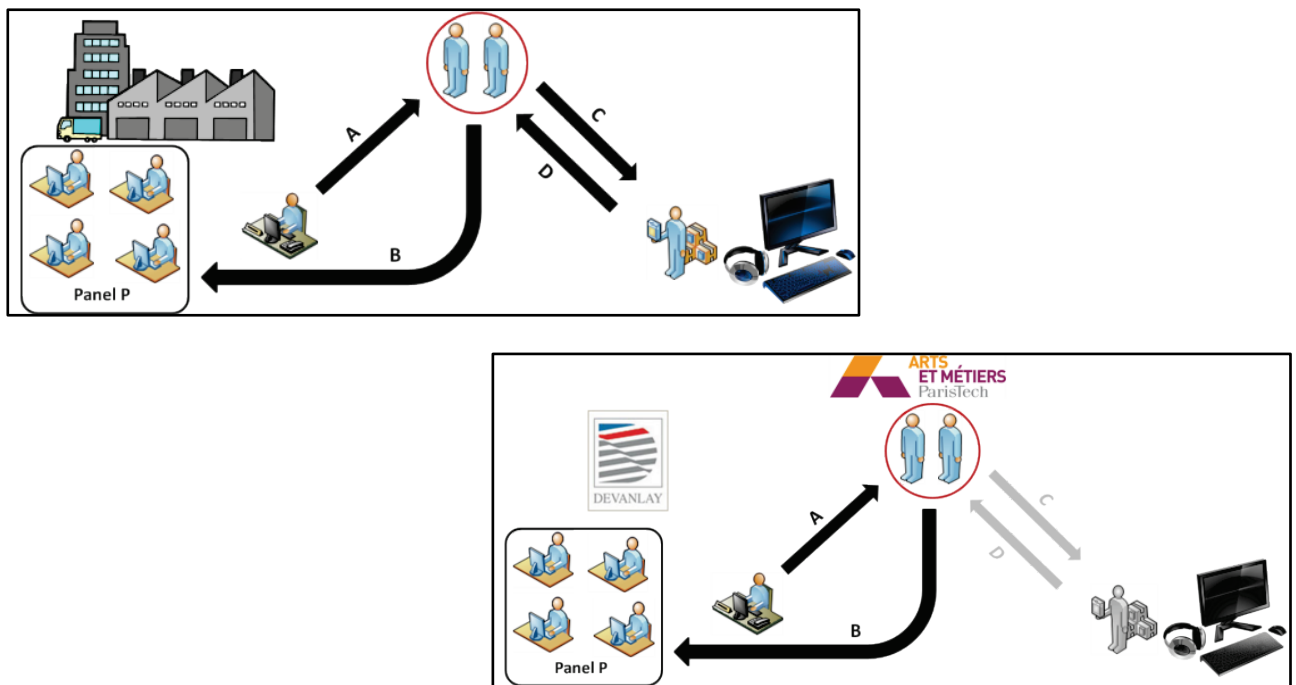 A
C
D
B
Panel P
ARTS
ET MÉTIERS
ParisTech
DEVANLAY
A
C
D
B
Panel P